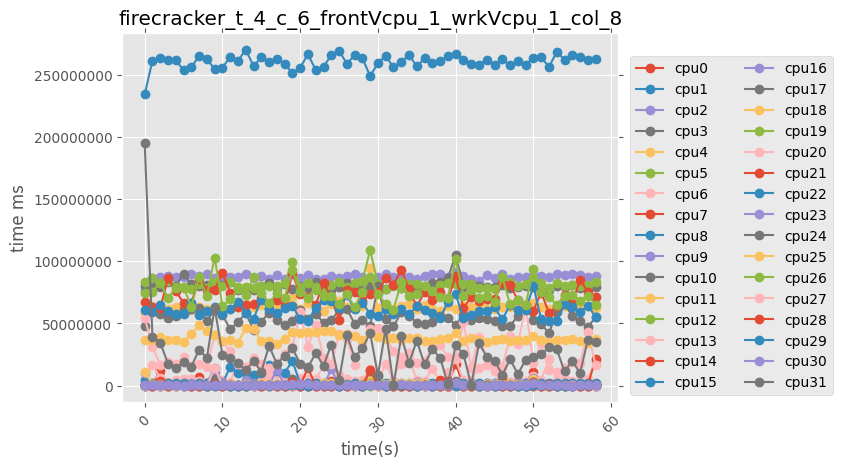 firecracker_t_4_c_6_frontVcpu_1_wrkVcpu_1_col_8
time ms
250000000
200000000
150000000
100000000
50000000
0
0
10
20
30
40
50
60
time(s)
cpu0
cpu1
cpu2
cpu3
cpu4
cpu5
cpu6
cpu7
cpu8
cpu9
cpu10
cpu11
cpu12
cpu13
cpu14
cpu15
cpu16
cpu17
cpu18
cpu19
cpu20
cpu21
cpu22
cpu23
cpu24
cpu25
cpu26
cpu27
cpu28
cpu29
cpu30
cpu31